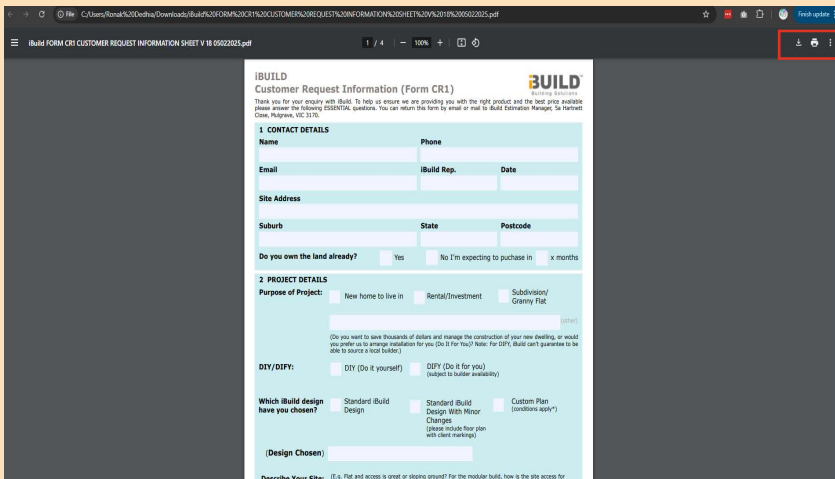 File C:/Users/Ronak%20Dedhia/Downloads/iBuild%20FORM%20CR1%20CUSTOMER%20REQUEST%20INFORMATION%20SHEET%20V%2018%2005022025.pdf
Finish update
iBuild FORM CR1 CUSTOMER REQUEST INFORMATION SHEET V 18 05022025.pdf
1 / 4 | − 100% +
iBUILD
Customer Request Information (Form CR1)
iBUILD
Building Solutions
Thank you for your enquiry with iBuild. To help us ensure we are providing you with the right product and the best price available
please answer the following ESSENTIAL questions. You can return this form by email or mail to iBuild Estimation Manager, 5a Hartnett
Close, Mulgrave, VIC 3170.
1 CONTACT DETAILS
Name Phone
Email iBuild Rep. Date
Site Address
Suburb State Postcode
Do you own the land already? Yes No I'm expecting to puchase in x months
2 PROJECT DETAILS
Purpose of Project: New home to live in Rental/Investment Subdivision/
Granny Flat
(other)
(Do you want to save thousands of dollars and manage the construction of your new dwelling, or would
you prefer us to arrange installation for you (Do It For You)? Note: For DIFY, iBuild can't guarantee to be
able to source a local builder.)
DIY/DIFY: DIY (Do it yourself) DIFY (Do it for you)
(subject to builder availability)
Which iBuild design
have you chosen?
Standard iBuild
Design
Standard iBuild
Design With Minor
Changes
(please include floor plan
with client markings)
Custom Plan
(conditions apply*)
(Design Chosen)
Describe Your Site: (E.g. Flat and access is great or sloping ground? For the modular build, how is the site access for